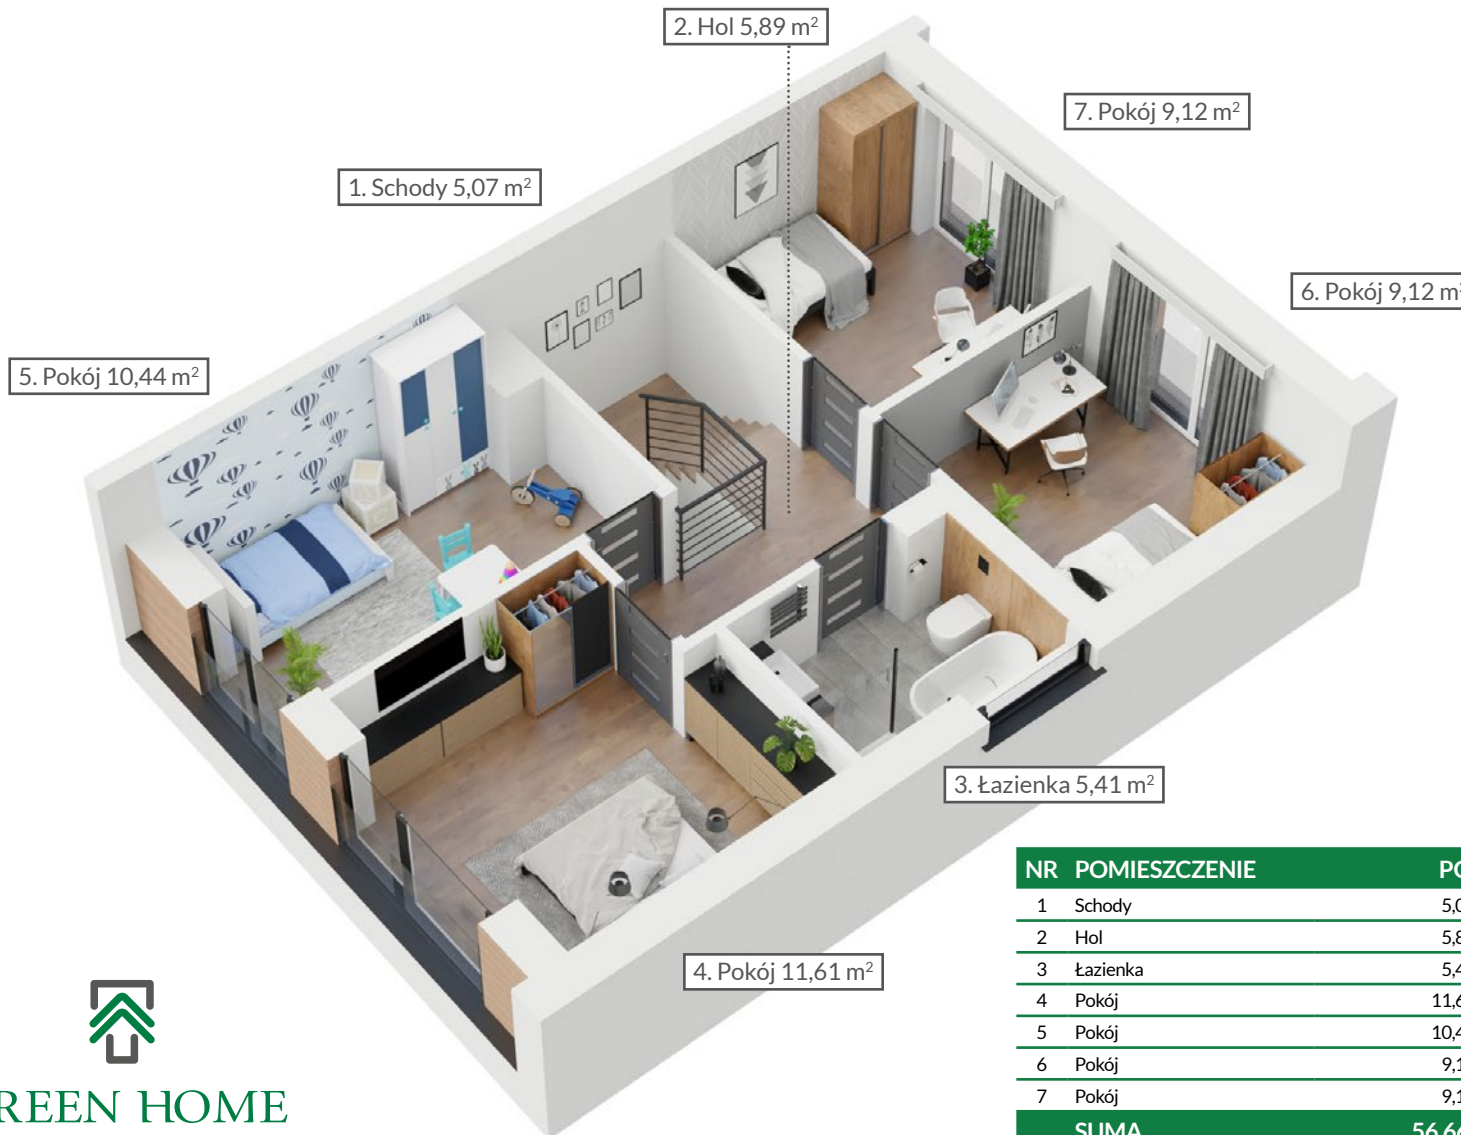 2. Hol 5,89 m²
7. Pokój 9,12 m²
1. Schody 5,07 m²
6. Pokój 9,12 m²
5. Pokój 10,44 m²
3. Łazienka 5,41 m²
4. Pokój 11,61 m²
NR POMIESZCZENIE
1 Schody
2 Hol
3 Łazienka
4 Pokój
5 Pokój
6 Pokój
7 Pokój
SUMA
HOME